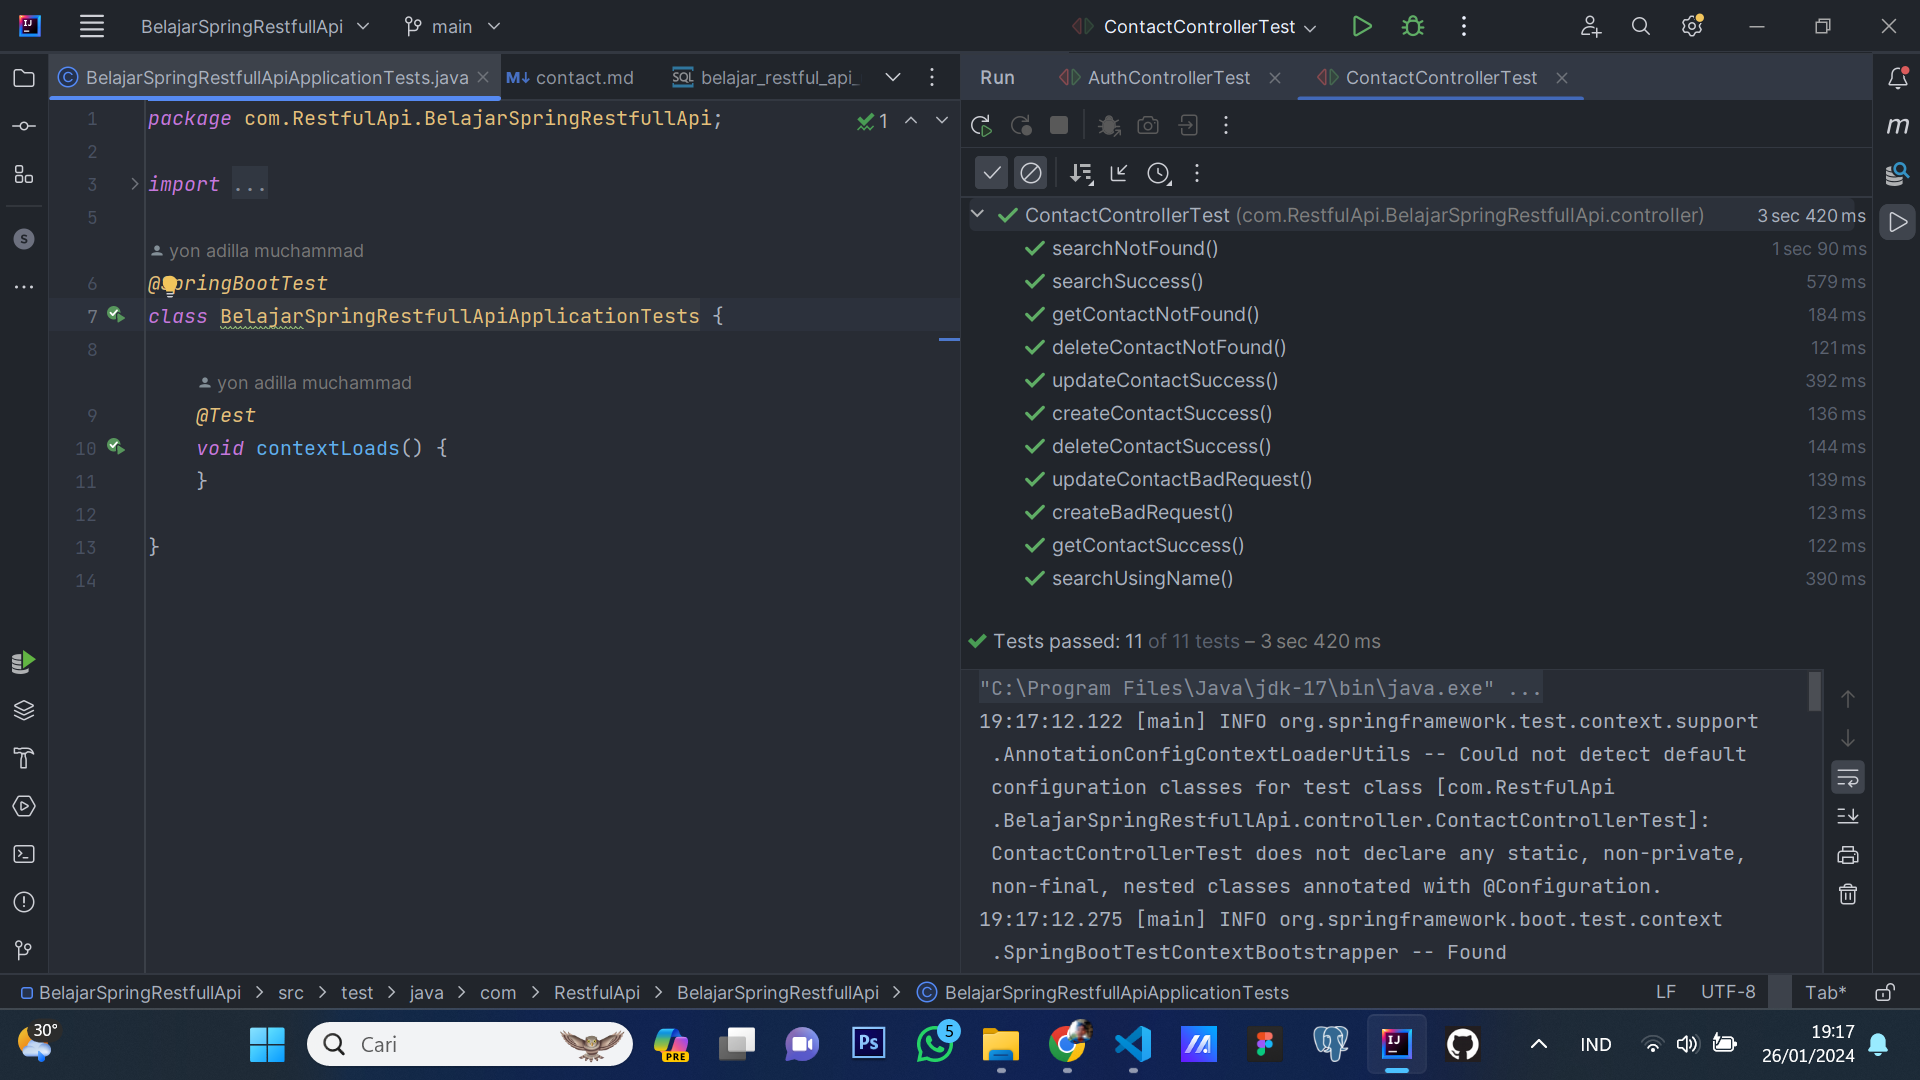 BelajarSpringRestfullApi
main
ContactControllerTest
BelajarSpringRestfullApiApplicationTests.java
M↓ contact.md
SQL belajar_restful_api_
1 package com.RestfulApi.BelajarSpringRestfullApi;
1
2
3 import ...
5
yon adilla muchammad
6 @SpringBootTest
7 class BelajarSpringRestfullApiApplicationTests {
8
yon adilla muchammad
9 @Test
10 void contextLoads() {
11 }
12
13 }
14
Run
AuthControllerTest
ContactControllerTest
ContactControllerTest (com.RestfulApi.BelajarSpringRestfullApi.controller) 3 sec 420 ms
searchNotFound() 1 sec 90 ms
searchSuccess() 579 ms
getContactNotFound() 184 ms
deleteContactNotFound() 121 ms
updateContactSuccess() 392 ms
createContactSuccess() 136 ms
deleteContactSuccess() 144 ms
updateContactBadRequest() 139 ms
createBadRequest() 123 ms
getContactSuccess() 122 ms
searchUsingName() 390 ms
Tests passed: 11 of 11 tests – 3 sec 420 ms
"C:\Program Files\Java\jdk-17\bin\java.exe" ...
19:17:12.122 [main] INFO org.springframework.test.context.support
.AnnotationConfigContextLoaderUtils -- Could not detect default
configuration classes for test class [com.RestfulApi
.BelajarSpringRestfullApi.controller.ContactControllerTest]:
ContactControllerTest does not declare any static, non-private,
non-final, nested classes annotated with @Configuration.
19:17:12.275 [main] INFO org.springframework.boot.test.context
.SpringBootTestContextBootstrapper -- Found
BelajarSpringRestfullApi > src > test > java > com > RestfulApi > BelajarSpringRestfullApi > BelajarSpringRestfullApiApplicationTests
LF UTF-8 Tab*
30°
Cari
PRE
Ps
5
IJ
IND
19:17
26/01/2024